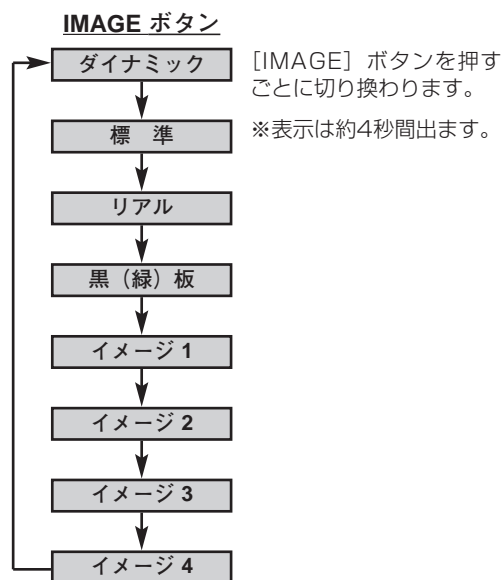 IMAGE ボタン
ダイナミック
標　準
リアル
黒（緑）板
イメージ 1
イメージ 2
イメージ 3
イメージ 4
［IMAGE］ボタンを押す
ごとに切り換わります。
※表示は約4秒間出ます。